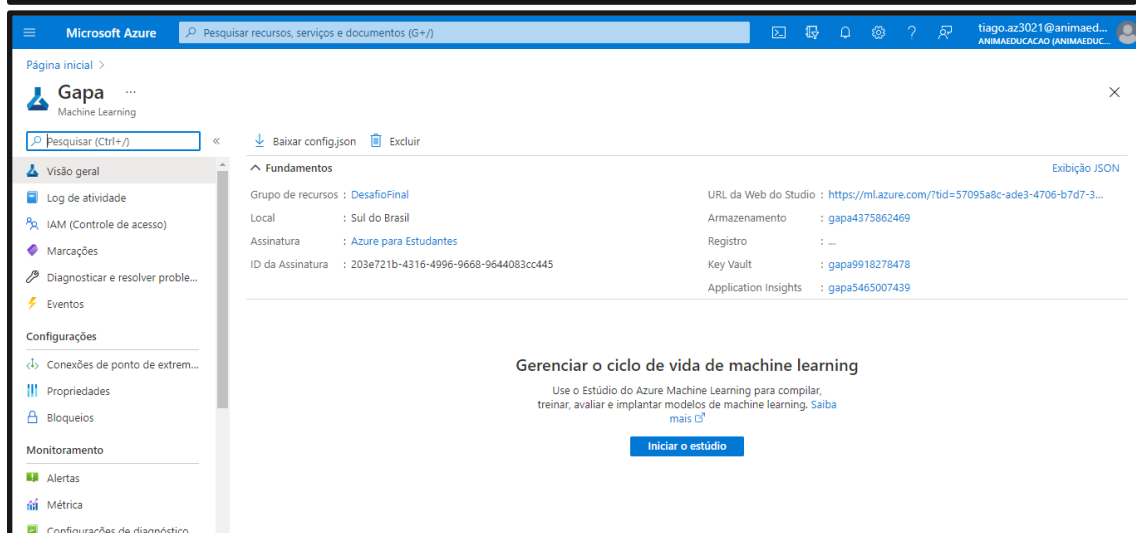 Microsoft Azure
Pesquisar recursos, serviços e documentos (G+/)
tiago.az3021@animaed...
ANIMAEDUCACAO (ANIMAEDUC...
Página inicial >
Gapa ...
Machine Learning
Pesquisar (Ctrl+/)
«
Baixar config.json Excluir
Visão geral
Log de atividade
IAM (Controle de acesso)
Marcações
Diagnosticar e resolver proble...
Eventos
Configurações
Conexões de ponto de extrem...
Propriedades
Bloqueios
Monitoramento
Alertas
Métrica
Configurações de diagnóstico
Fundamentos
Exibição JSON
Grupo de recursos : DesafioFinal
Local : Sul do Brasil
Assinatura : Azure para Estudantes
ID da Assinatura : 203e721b-4316-4996-9668-9644083cc445
URL da Web do Studio : https://ml.azure.com/?tid=57095a8c-ade3-4706-b7d7-3...
Armazenamento : gapa4375862469
Registro : ...
Key Vault : gapa9918278478
Application Insights : gapa5465007439
Gerenciar o ciclo de vida de machine learning
Use o Estúdio do Azure Machine Learning para compilar,
treinar, avaliar e implantar modelos de machine learning. Saiba
mais
Iniciar o estúdio